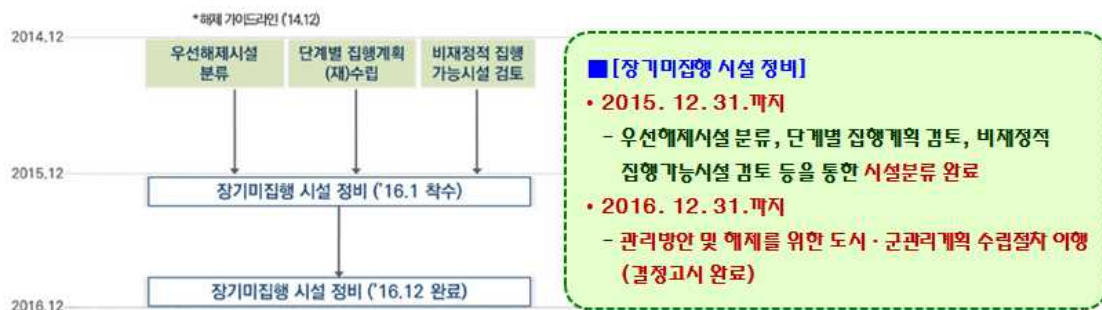 *해제 가이드라인 ('14.12)
2014.12
우선해제시설
분류
단계별 집행계획
(재)수립
비재정적 집행
가능시설 검토
2015.12
장기미집행 시설 정비 ('16.1 착수)
장기미집행 시설 정비 ('16.12 완료)
2016.12
■ [장기미집행 시설 정비]
• 2015. 12. 31.까지
- 우선해제시설 분류, 단계별 집행계획 검토, 비재정적
집행가능시설 검토 등을 통한 시설분류 완료
• 2016. 12. 31.까지
- 관리방안 및 해제를 위한 도시·군관리계획 수립절차 이행
(결정고시 완료)